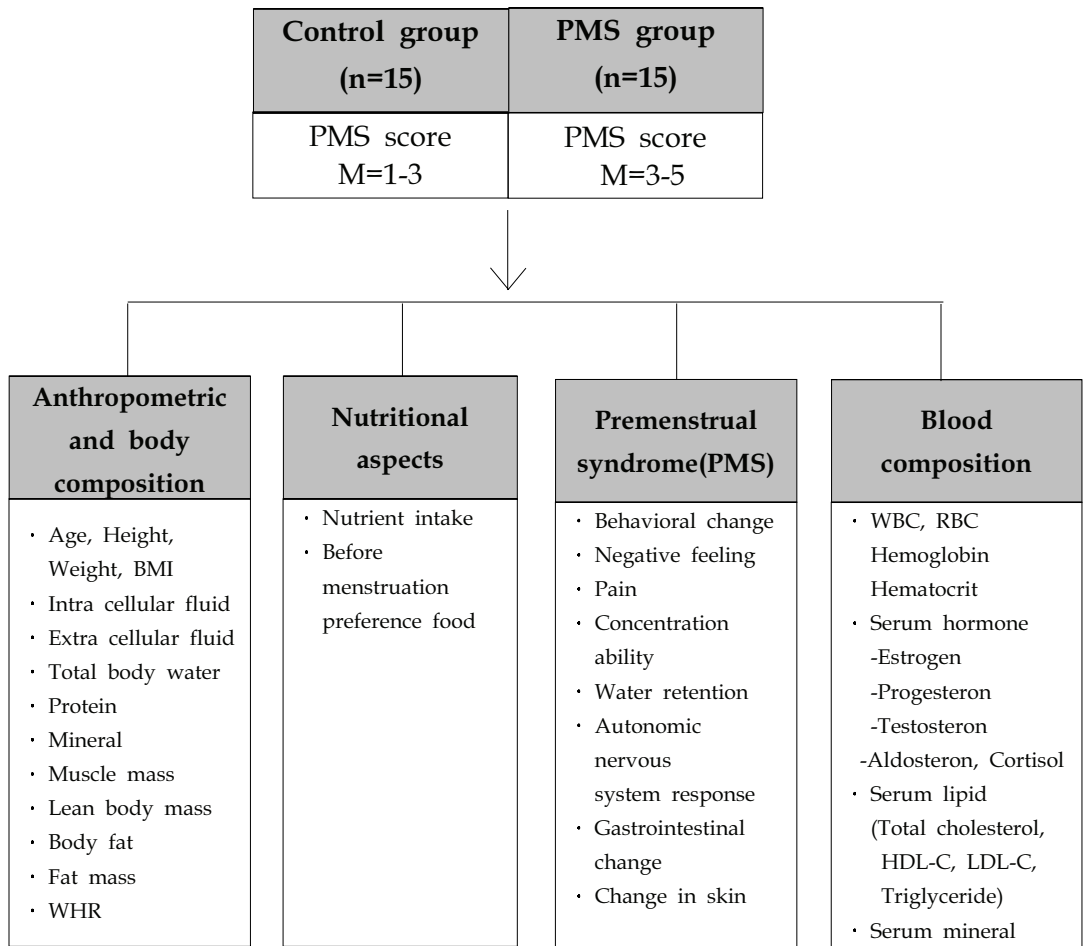 Control group
(n=15)
PMS group
(n=15)
PMS score
M=1-3
PMS score
M=3-5
Anthropometric
and body
composition
· Age, Height,
Weight, BMI
· Intra cellular fluid
· Extra cellular fluid
· Total body water
· Protein
· Mineral
· Muscle mass
· Lean body mass
· Body fat
· Fat mass
· WHR
Nutritional
aspects
· Nutrient intake
· Before
menstruation
preference food
Premenstrual
syndrome(PMS)
· Behavioral change
· Negative feeling
· Pain
· Concentration
ability
· Water retention
· Autonomic
nervous
system response
· Gastrointestinal
change
· Change in skin
Blood
composition
· WBC, RBC
Hemoglobin
Hematocrit
· Serum hormone
-Estrogen
-Progesteron
-Testosteron
-Aldosteron, Cortisol
· Serum lipid
(Total cholesterol,
HDL-C, LDL-C,
Triglyceride)
· Serum mineral